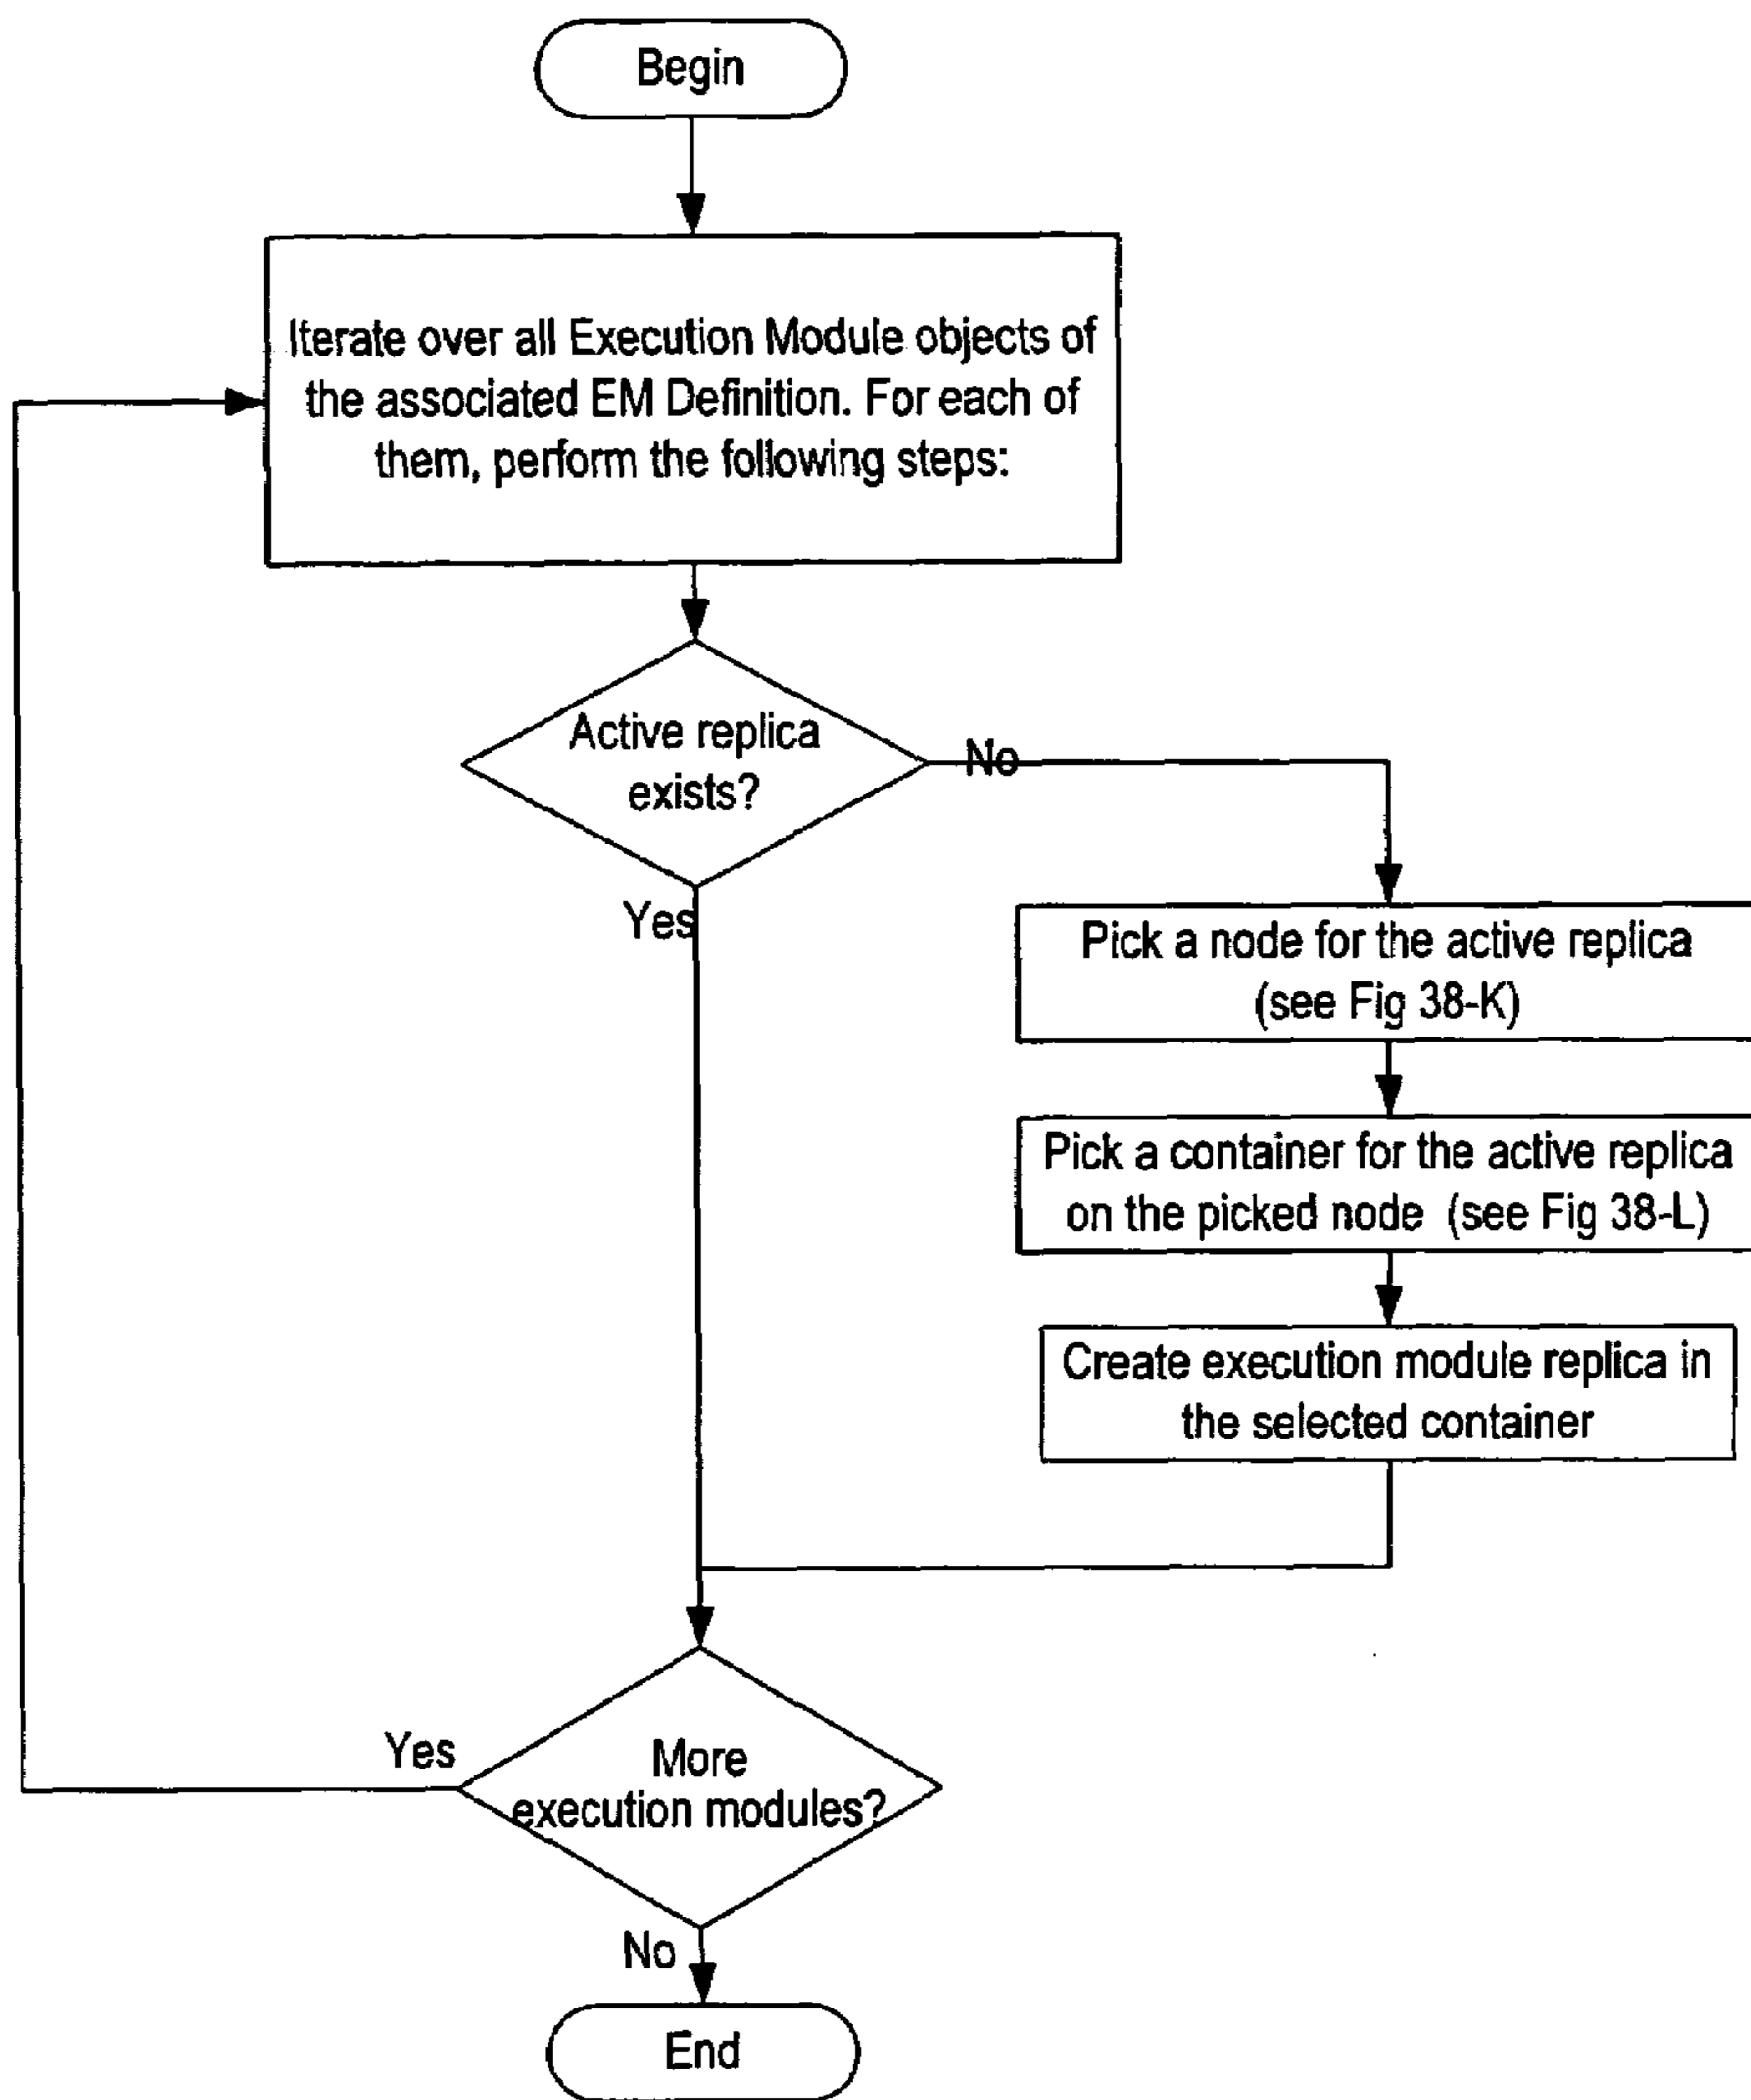 Begin
Iterate over all Execution Module objects of
the associated EM Definition. For each of
them, perform the following steps:
Active replica
exists?
No
Yes
Pick a node for the active replica
(see Fig 38-K)
Pick a container for the active replica
on the picked node (see Fig 38-L)
Create execution module replica in
the selected container
Yes
More
execution modules?
No
End